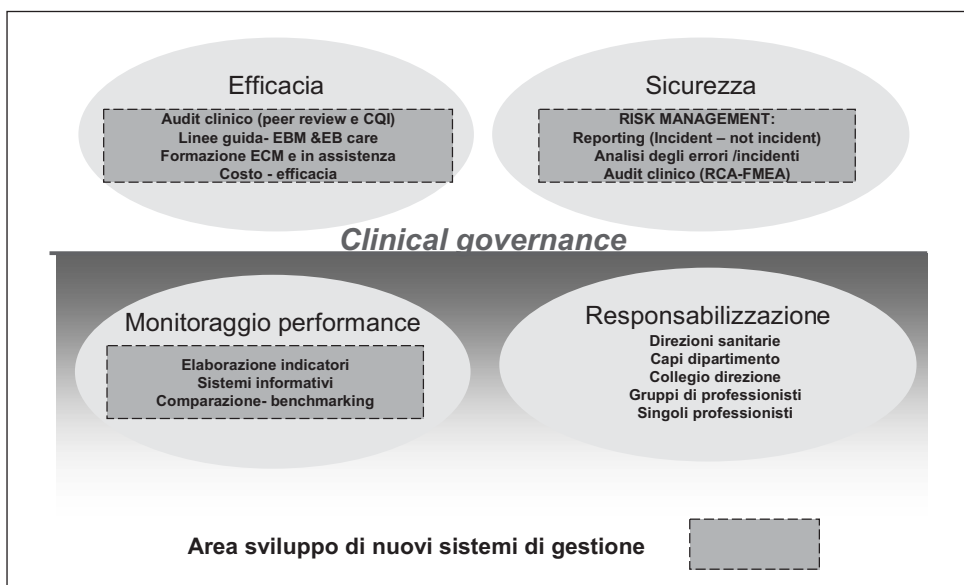 Efficacia
Audit clinico (peer review e CQI)
Linee guida- EBM &EB care
Formazione ECM e in assistenza
Costo - efficacia
Sicurezza
RISK MANAGEMENT:
Reporting (Incident – not incident)
Analisi degli errori /incidenti
Audit clinico (RCA-FMEA)
Clinical governance
Monitoraggio performance
Elaborazione indicatori
Sistemi informativi
Comparazione- benchmarking
Responsabilizzazione
Direzioni sanitarie
Capi dipartimento
Collegio direzione
Gruppi di professionisti
Singoli professionisti
Area sviluppo di nuovi sistemi di gestione